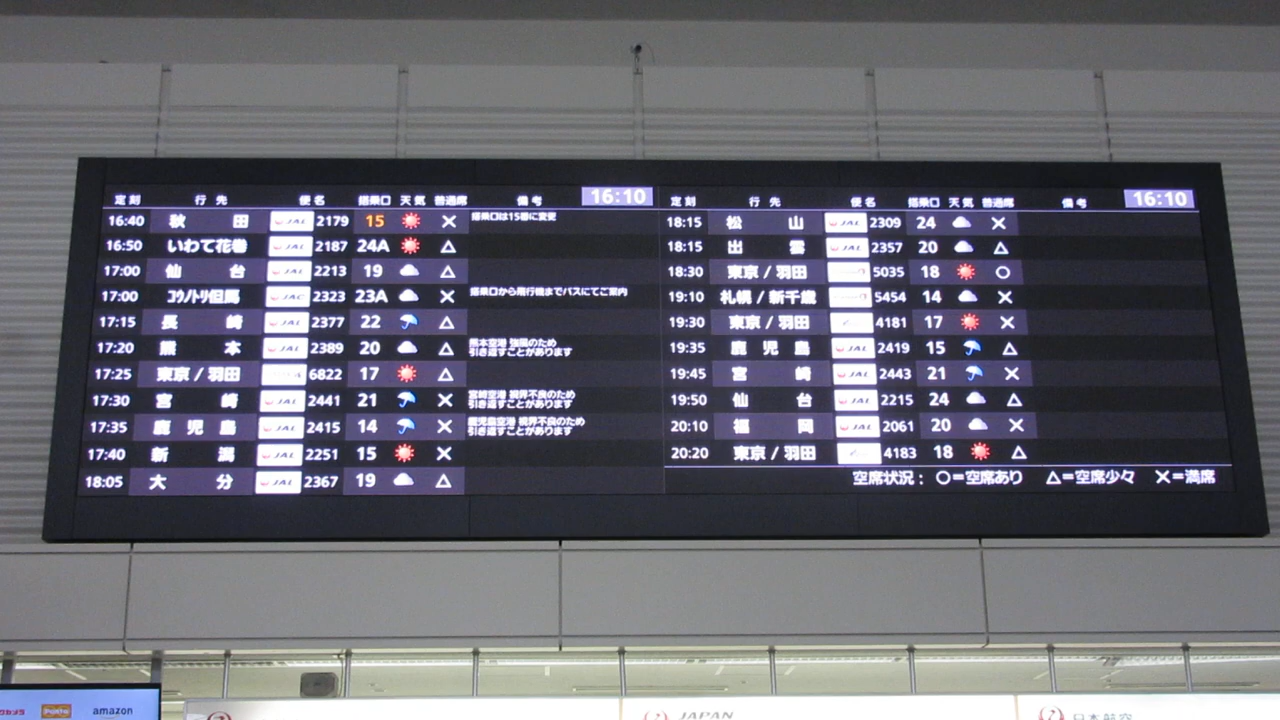 定刻 行先 便名 搭乗口 天気 普通席 備考 16:10
16:40 秋田 JAL 2179 15 × 搭乗口は15番に変更
16:50 いわて花巻 JAL 2187 24A △
17:00 仙台 JAL 2213 19 △
17:00 コウノトリ但馬 JAC 2323 23A × 搭乗口から飛行機までバスにてご案内
17:15 長崎 JAL 2377 22 △
17:20 熊本 JAL 2389 20 △ 熊本空港 強風のため
引き返すことがあります
17:25 東京/羽田 6822 17 △
17:30 宮崎 JAL 2441 21 × 宮崎空港 視界不良のため
引き返すことがあります
17:35 鹿児島 JAL 2415 14 × 鹿児島空港 視界不良のため
引き返すことがあります
17:40 新潟 JAL 2251 15 ×
18:05 大分 JAL 2367 19 △
定刻 行先 便名 搭乗口 天気 普通席 備考 16:10
18:15 松山 JAL 2309 24 ×
18:15 出雲 JAL 2357 20 △
18:30 東京/羽田 5035 18 ○
19:10 札幌/新千歳 5454 14 ×
19:30 東京/羽田 4181 17 ×
19:35 鹿児島 JAL 2419 15 △
19:45 宮崎 JAL 2443 21 ×
19:50 仙台 JAL 2215 24 △
20:10 福岡 JAL 2061 20 ×
20:20 東京/羽田 4183 18 △
空席状況: ○=空席あり △=空席少々 ×=満席
amazon
JAPAN
日本航空